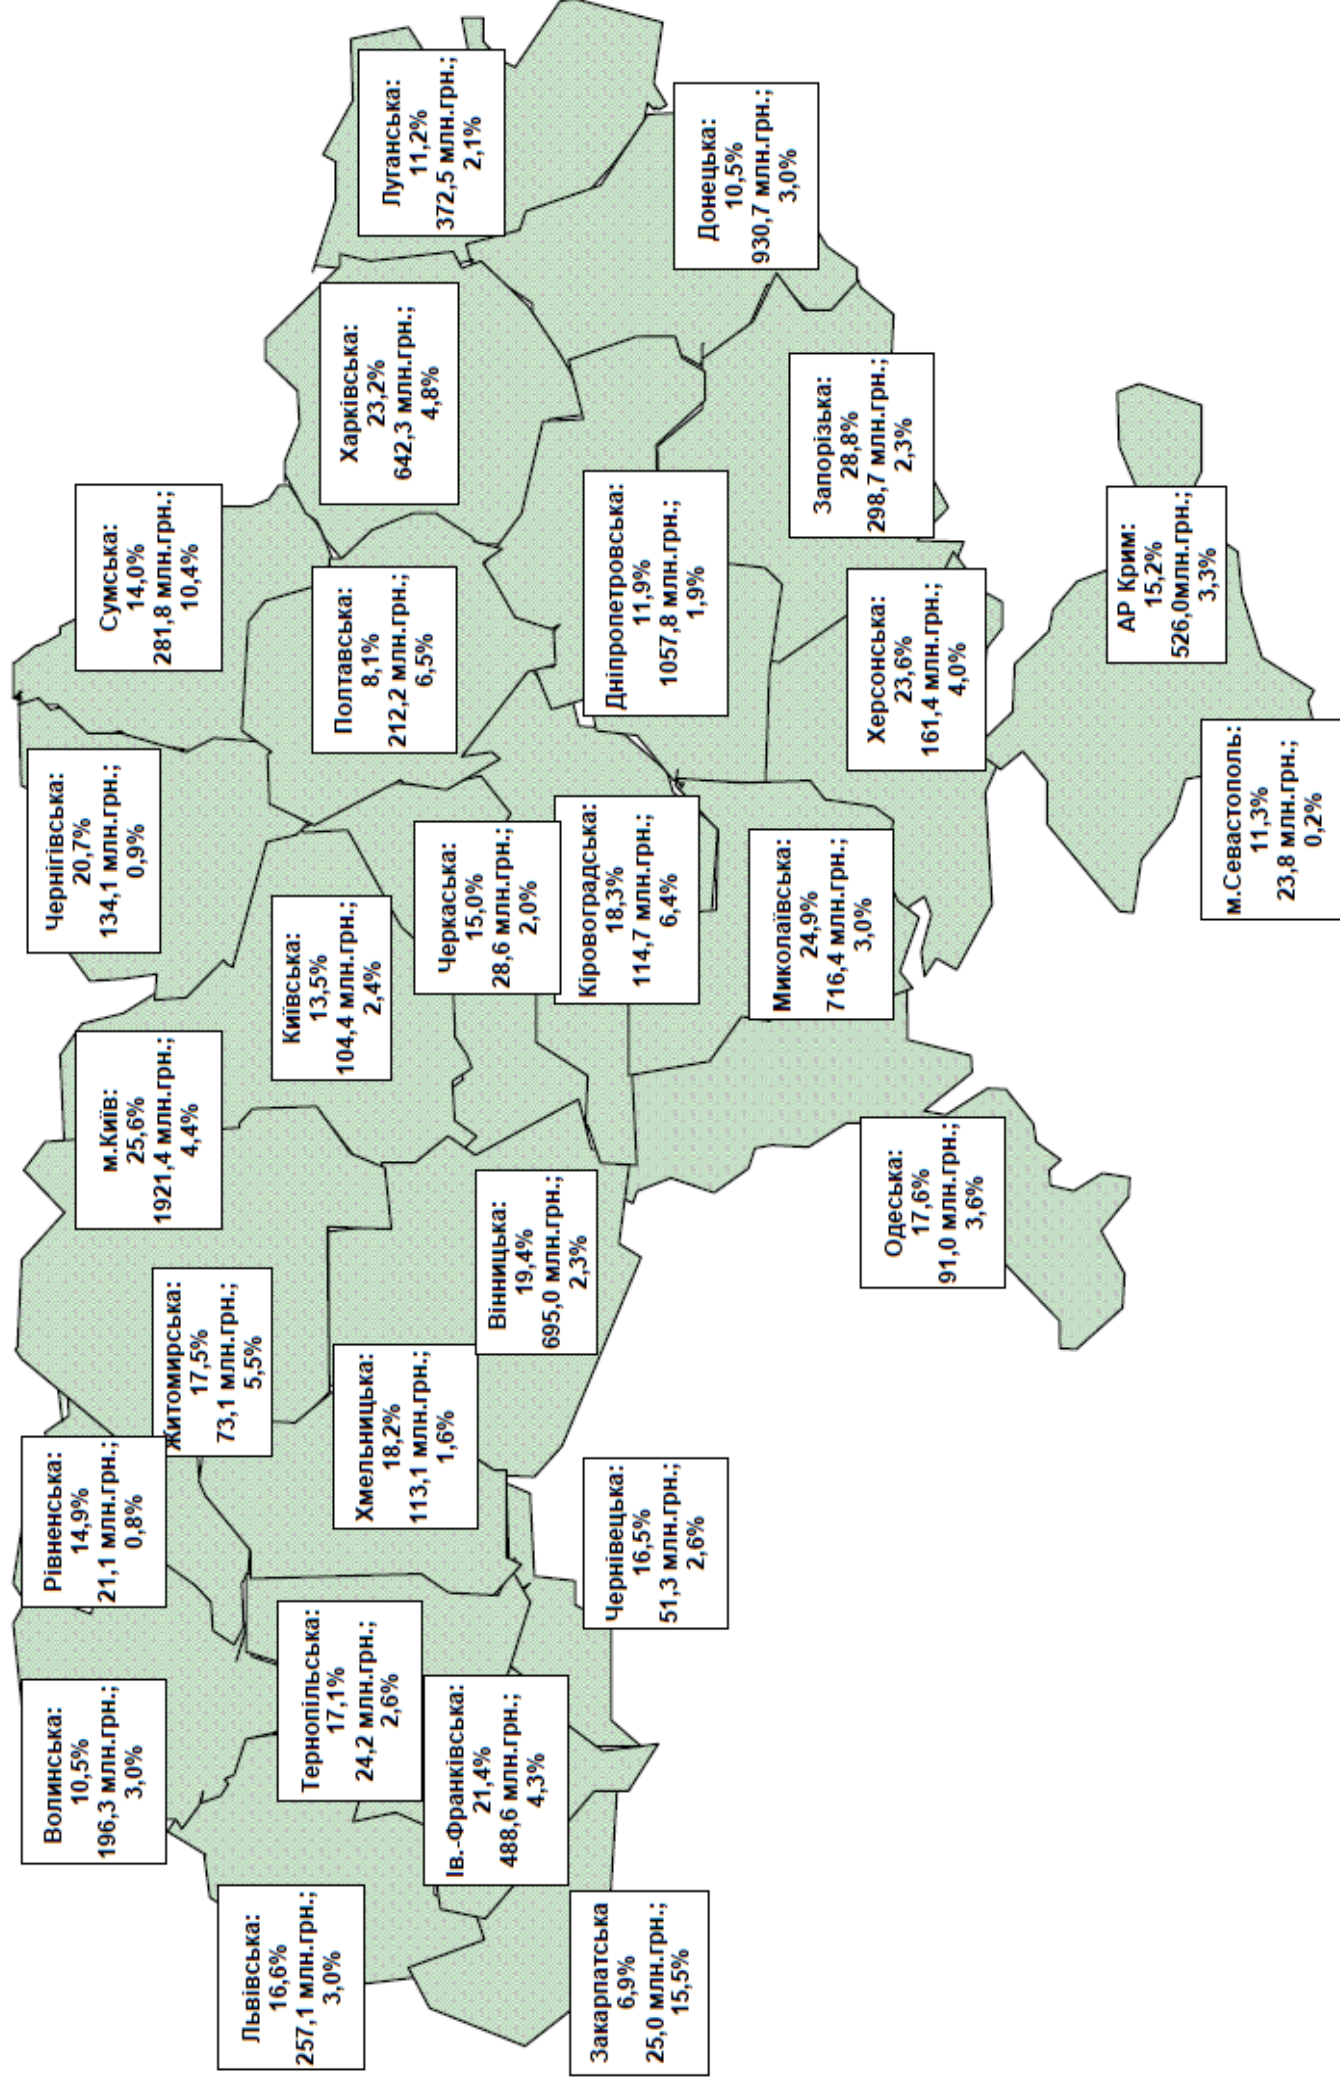 Волинська:
10,5%
196,3 млн.грн.;
3,0%
Рівненська:
14,9%
21,1 млн.грн.;
0,8%
Житомирська:
17,5%
73,1 млн.грн.;
5,5%
м.Київ:
25,6%
1921,4 млн.грн.;
4,4%
Чернігівська:
20,7%
134,1 млн.грн.;
0,9%
Сумська:
14,0%
281,8 млн.грн.;
10,4%
Львівська:
16,6%
257,1 млн.грн.;
3,0%
Тернопільська:
17,1%
24,2 млн.грн.;
2,6%
Хмельницька:
18,2%
113,1 млн.грн.;
1,6%
Київська:
13,5%
104,4 млн.грн.;
2,4%
Полтавська:
8,1%
212,2 млн.грн.;
6,5%
Харківська:
23,2%
642,3 млн.грн.;
4,8%
Луганська:
11,2%
372,5 млн.грн.;
2,1%
Ів.-Франківська:
21,4%
488,6 млн.грн.;
4,3%
Вінницька:
19,4%
695,0 млн.грн.;
2,3%
Черкаська:
15,0%
28,6 млн.грн.;
2,0%
Закарпатська
6,9%
25,0 млн.грн.;
15,5%
Чернівецька:
16,5%
51,3 млн.грн.;
2,6%
Кіровоградська:
18,3%
114,7 млн.грн.;
6,4%
Дніпропетровська:
11,9%
1057,8 млн.грн.;
1,9%
Донецька:
10,5%
930,7 млн.грн.;
3,0%
Миколаївська:
24,9%
716,4 млн.грн.;
3,0%
Запорізька:
28,8%
298,7 млн.грн.;
2,3%
Одеська:
17,6%
91,0 млн.грн.;
3,6%
Херсонська:
23,6%
161,4 млн.грн.;
4,0%
АР Крим:
15,2%
526,0млн.грн.;
3,3%
м.Севастополь:
11,3%
23,8 млн.грн.;
0,2%